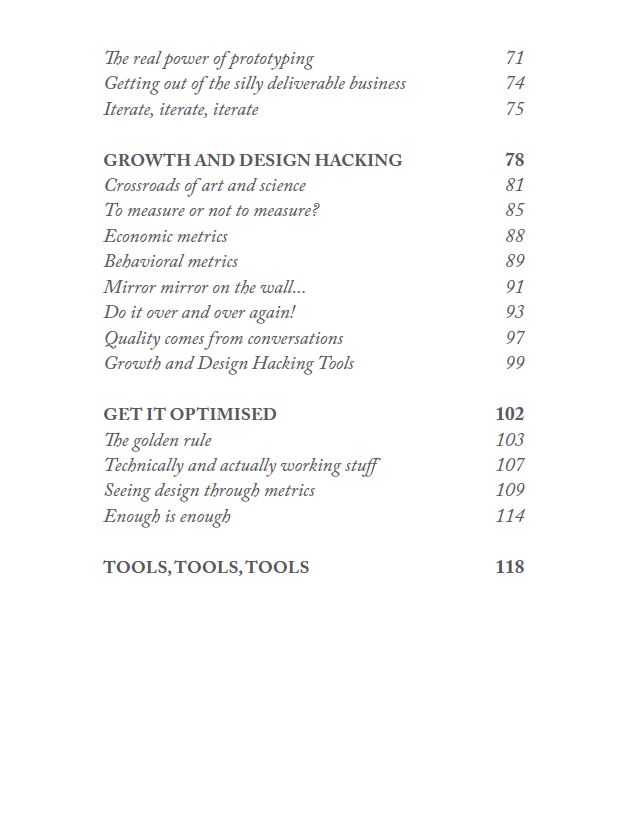 The real power of prototyping 71
Getting out of the silly deliverable business 74
Iterate, iterate, iterate 75
GROWTH AND DESIGN HACKING 78
Crossroads of art and science 81
To measure or not to measure? 85
Economic metrics 88
Behavioral metrics 89
Mirror mirror on the wall... 91
Do it over and over again! 93
Quality comes from conversations 97
Growth and Design Hacking Tools 99
GET IT OPTIMISED 102
The golden rule 103
Technically and actually working stuff 107
Seeing design through metrics 109
Enough is enough 114
TOOLS, TOOLS, TOOLS 118